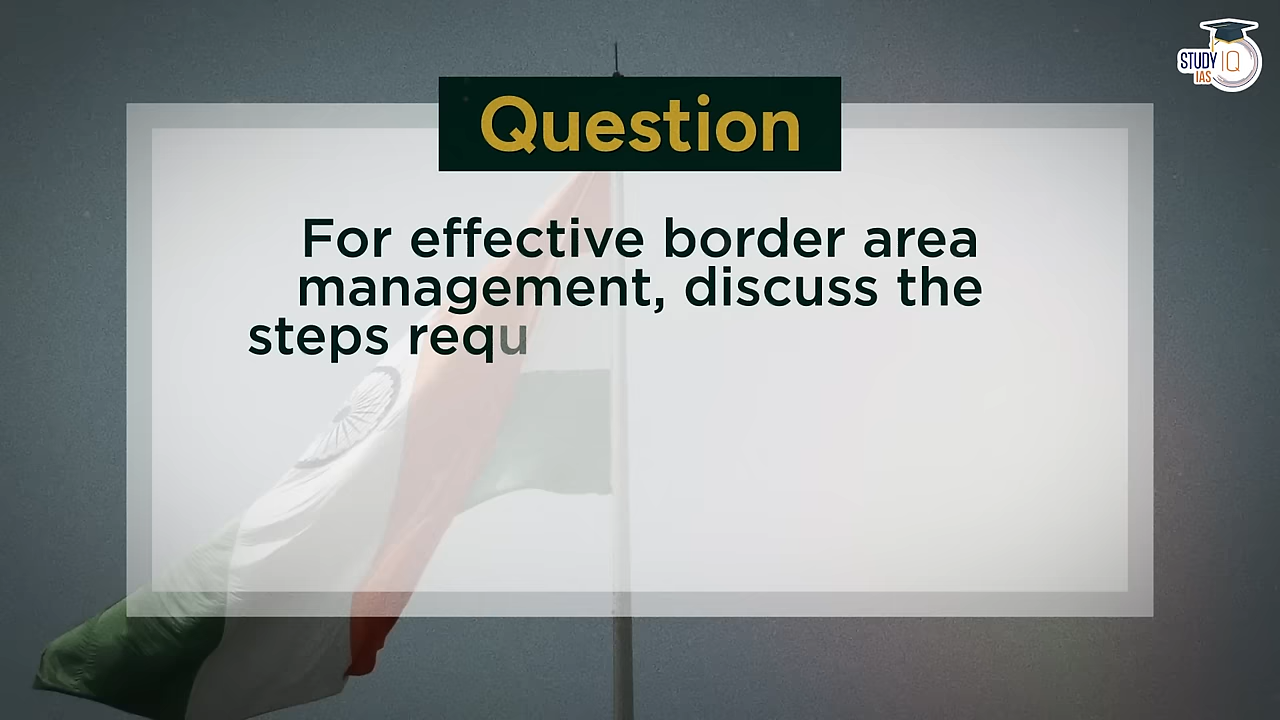 STUDY IQ
IAS
Question
For effective border area
management, discuss the
steps requ